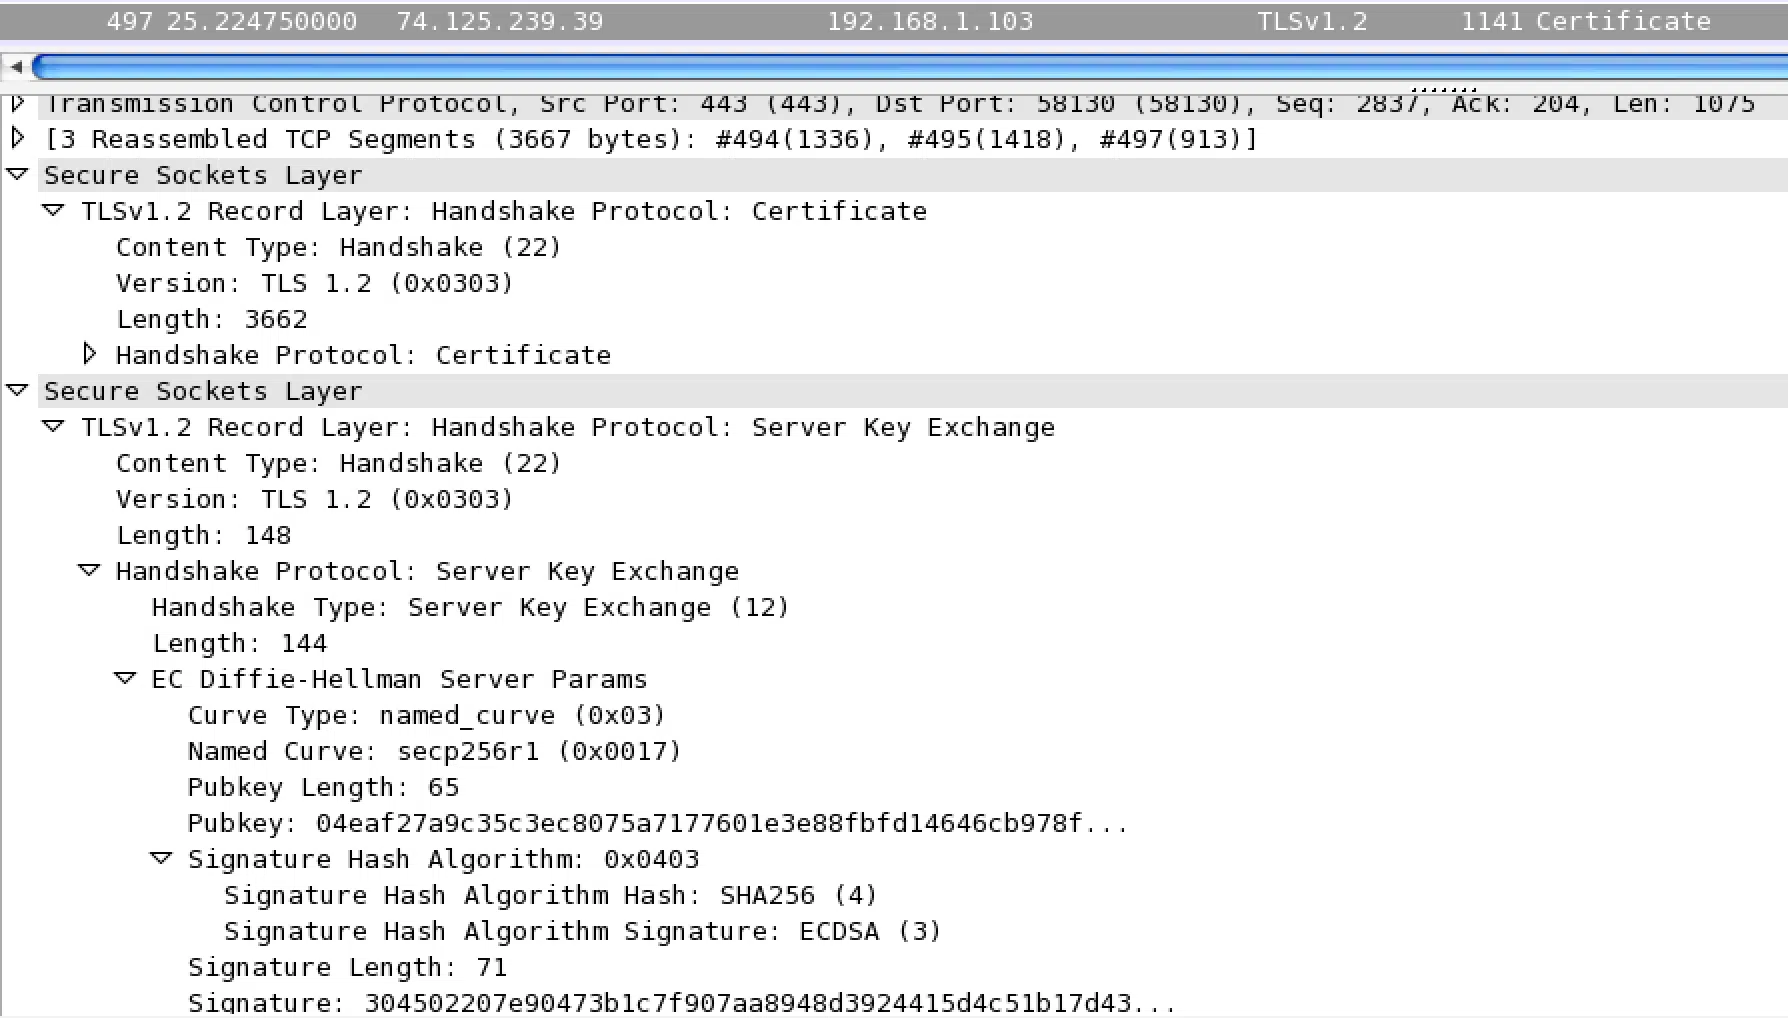 497 25.224750000 74.125.239.39 192.168.1.103 TLSv1.2 1141 Certificate
Transmission Control Protocol, Src Port: 443 (443), Dst Port: 58130 (58130), Seq: 2837, Ack: 204, Len: 1075
[3 Reassembled TCP Segments (3667 bytes): #494(1336), #495(1418), #497(913)]
Secure Sockets Layer
TLSv1.2 Record Layer: Handshake Protocol: Certificate
Content Type: Handshake (22)
Version: TLS 1.2 (0x0303)
Length: 3662
Handshake Protocol: Certificate
Secure Sockets Layer
TLSv1.2 Record Layer: Handshake Protocol: Server Key Exchange
Content Type: Handshake (22)
Version: TLS 1.2 (0x0303)
Length: 148
Handshake Protocol: Server Key Exchange
Handshake Type: Server Key Exchange (12)
Length: 144
EC Diffie-Hellman Server Params
Curve Type: named_curve (0x03)
Named Curve: secp256r1 (0x0017)
Pubkey Length: 65
Pubkey: 04eaf27a9c35c3ec8075a7177601e3e88fbfd14646cb978f...
Signature Hash Algorithm: 0x0403
Signature Hash Algorithm Hash: SHA256 (4)
Signature Hash Algorithm Signature: ECDSA (3)
Signature Length: 71
Signature: 304502207e90473b1c7f907aa8948d3924415d4c51b17d43...